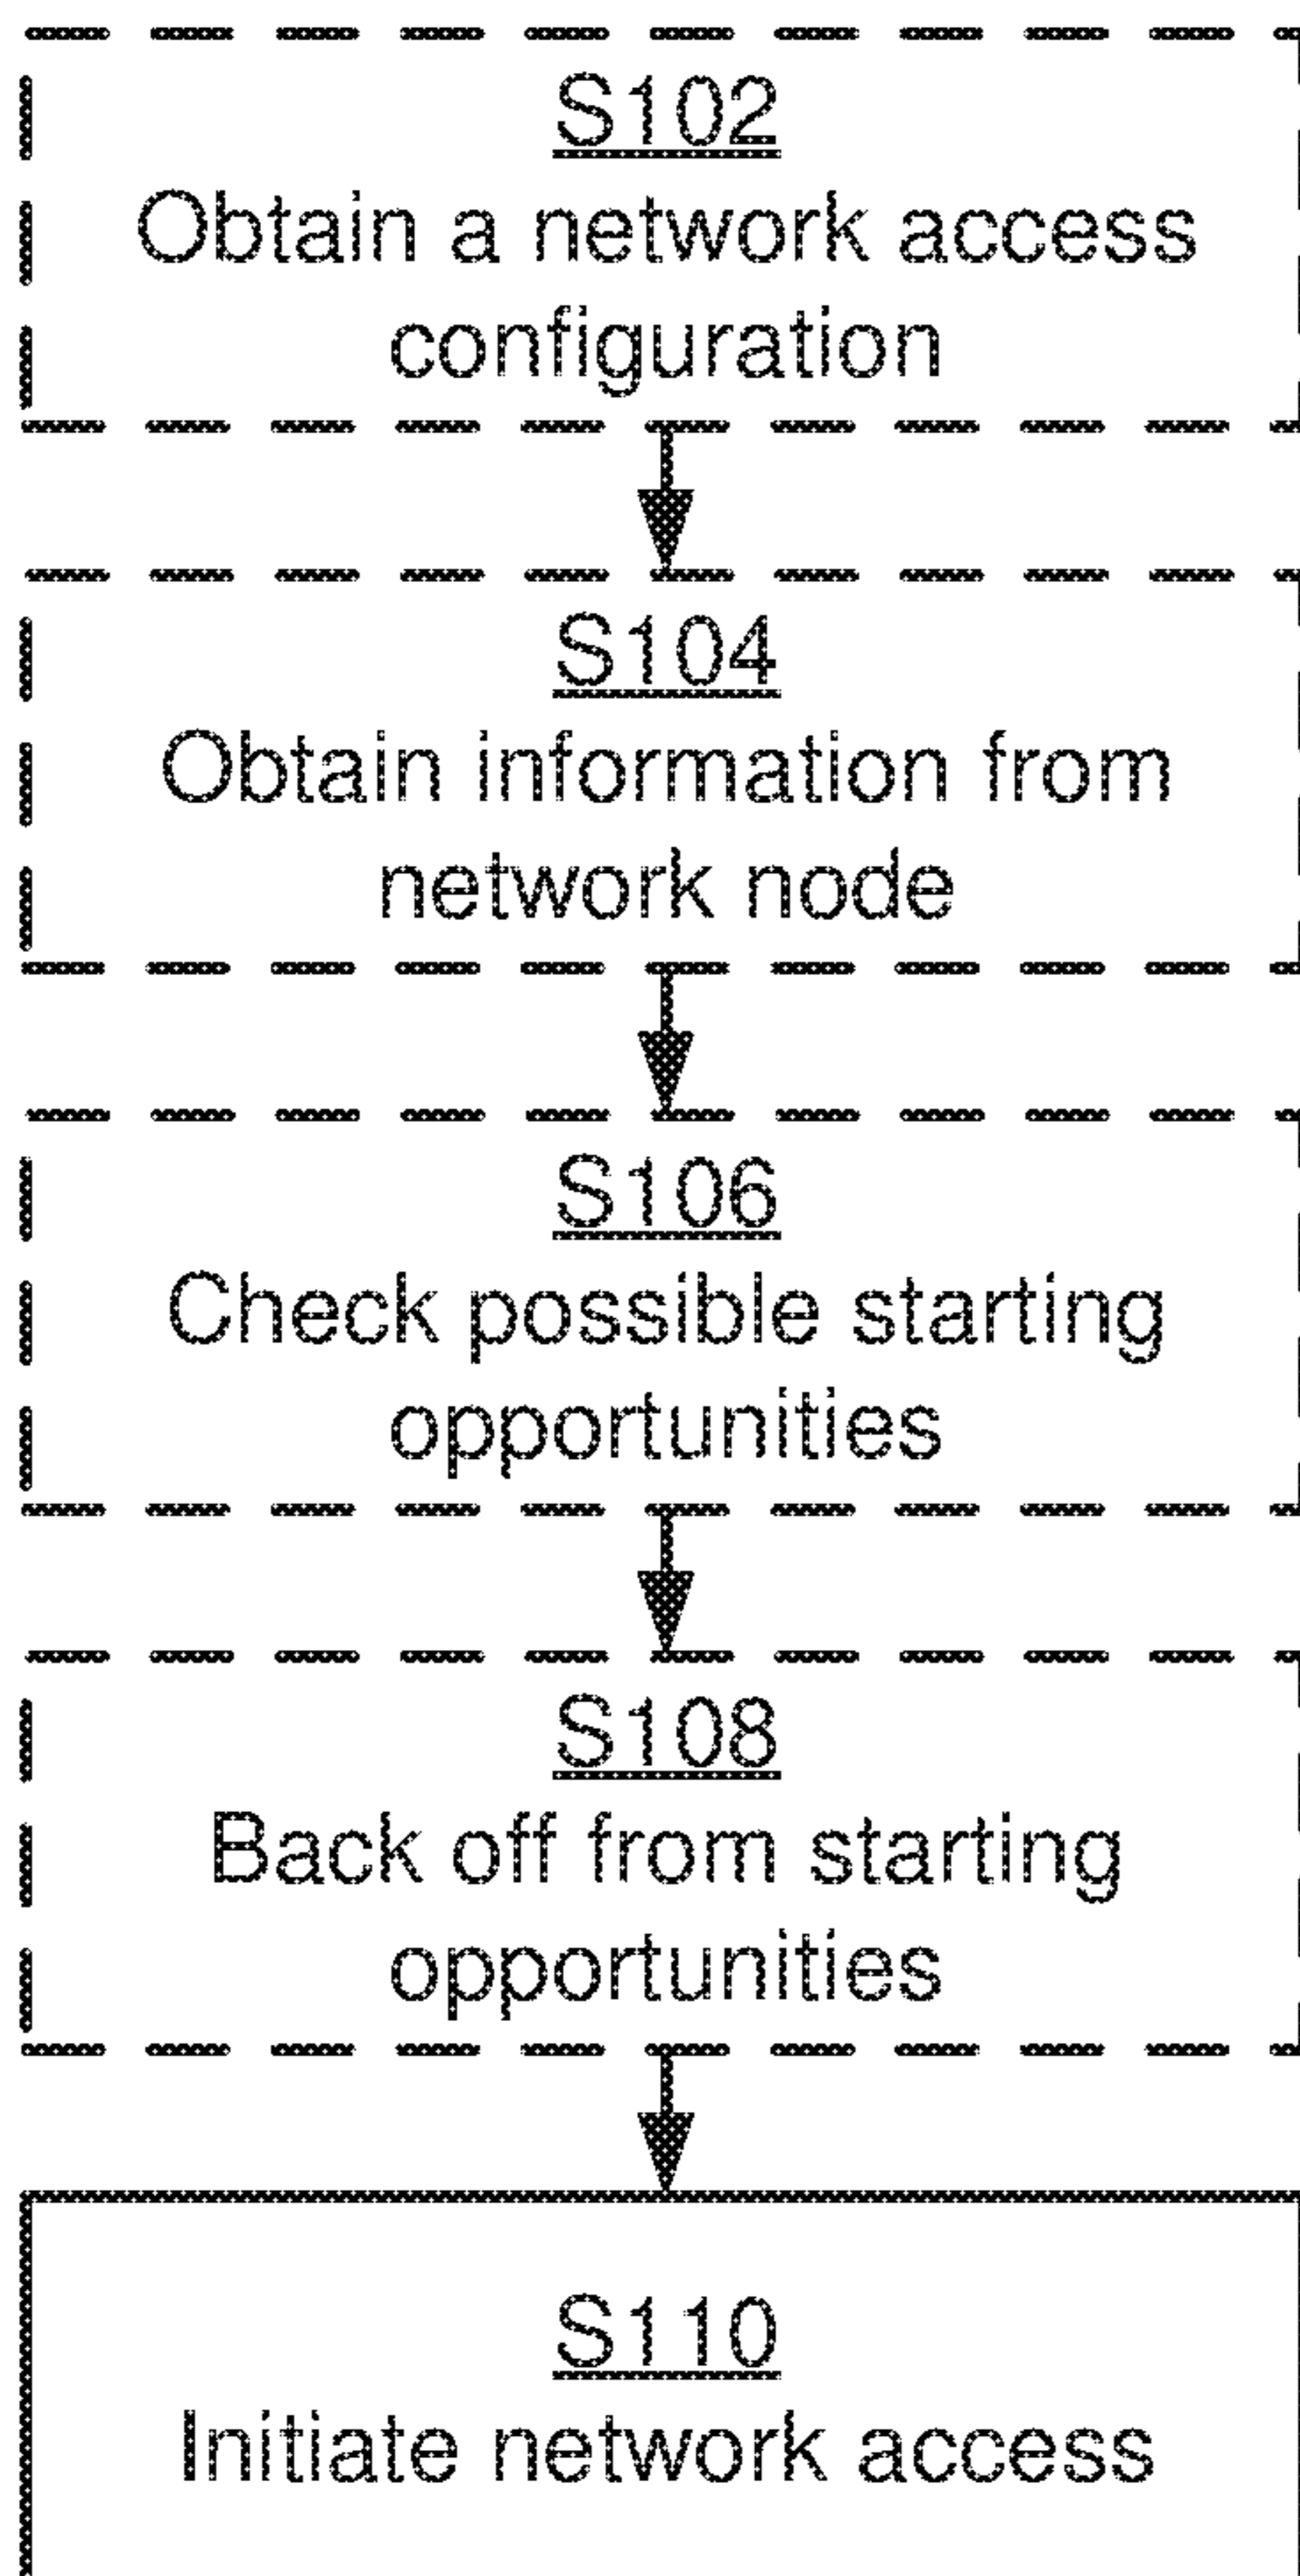 S102
Obtain a network access
configuration
S104
Obtain information from
network node
S106
Check possible starting
opportunities
S108
Back off from starting
opportunities
S110
Initiate network access